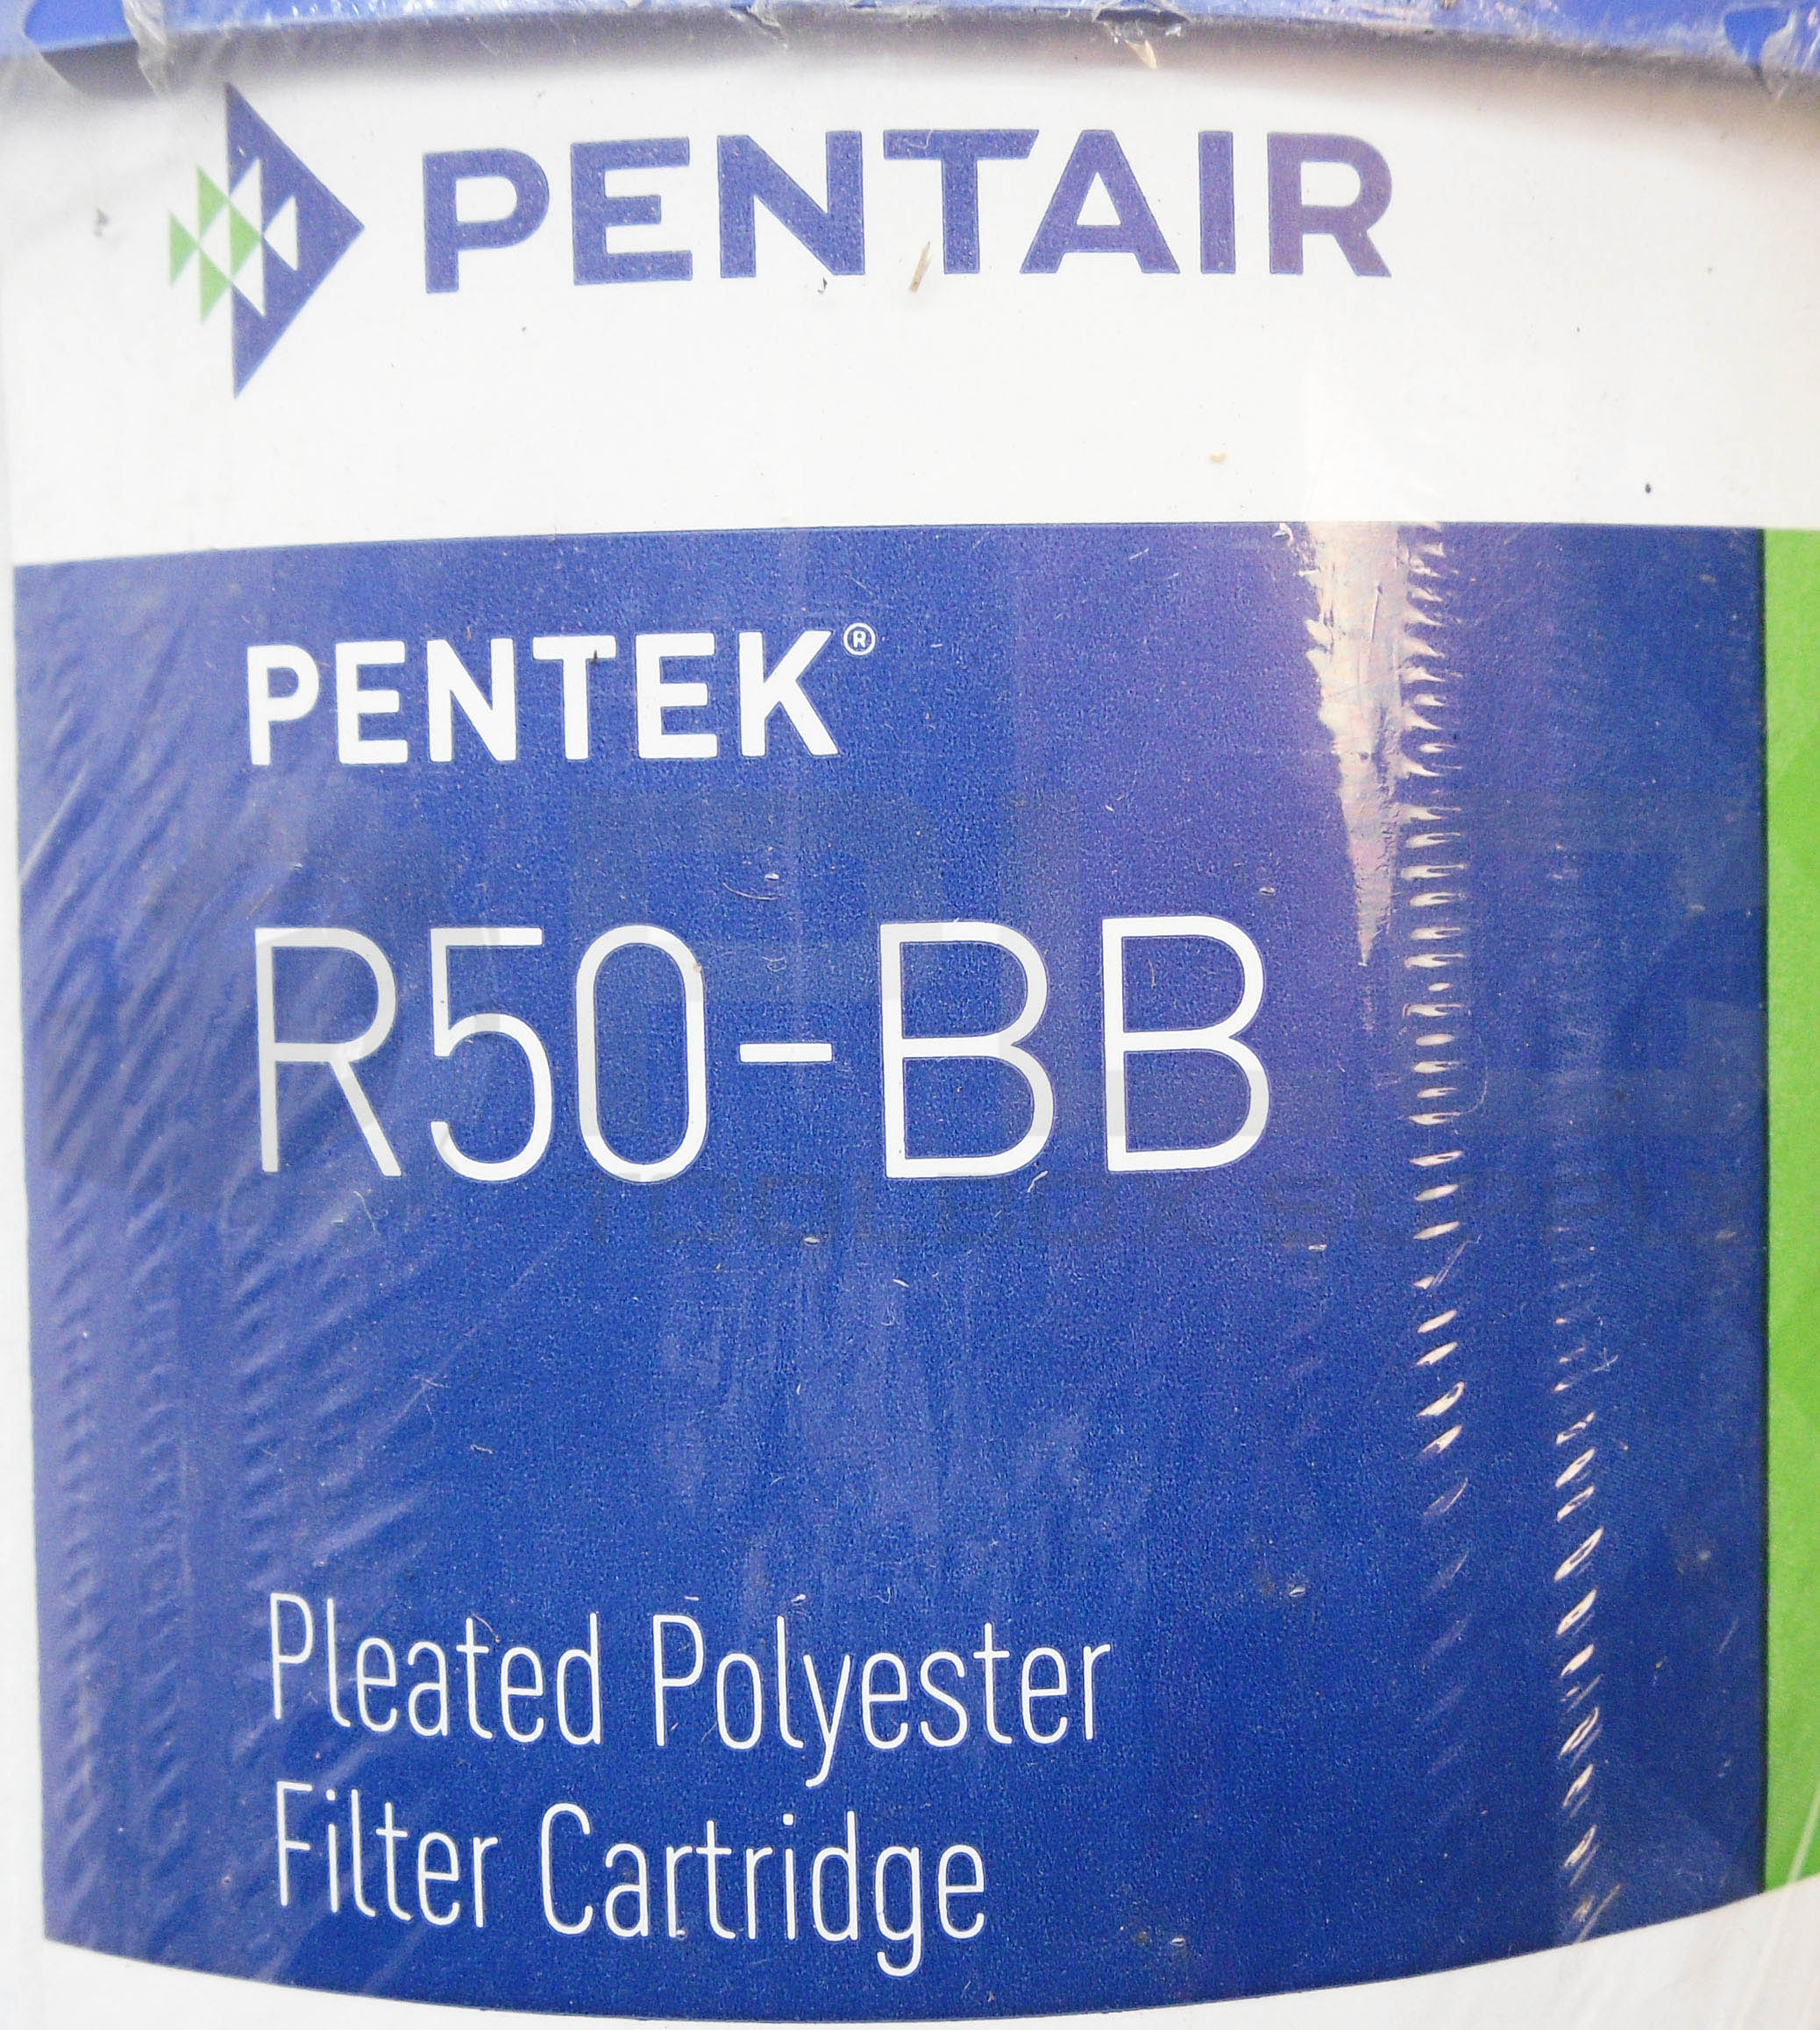 PENTAIR
PENTEK®
R50-BB
Pleated Polyester
Filter Cartridge